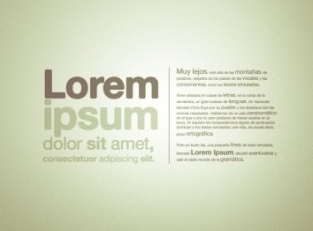 Lorem
ipsum
dolor sit amet,
consectetuer adipiscing elit.
Muy lejos, más allá de las montañas de
palabras, alejados de los países de las vocales y las
consonantes, viven los textos simulados.
Viven aislados en casas de letras, en la costa de la
semántica, un gran océano de lenguas. Un riachuelo
llamado Pons fluye por su pueblo y los abastece con las
normas necesarias. Hablamos de un país paraisomático
en el que a uno le caen pedazos de frases asadas en la
boca. Ni siquiera los todopoderosos signos de puntuación
dominan a los textos simulados; una vida, se puede decir,
poco ortográfica.
Pero un buen día, una pequeña línea de texto simulado,
llamada Lorem Ipsum, decidió aventurarse y
salir al vasto mundo de la gramática.